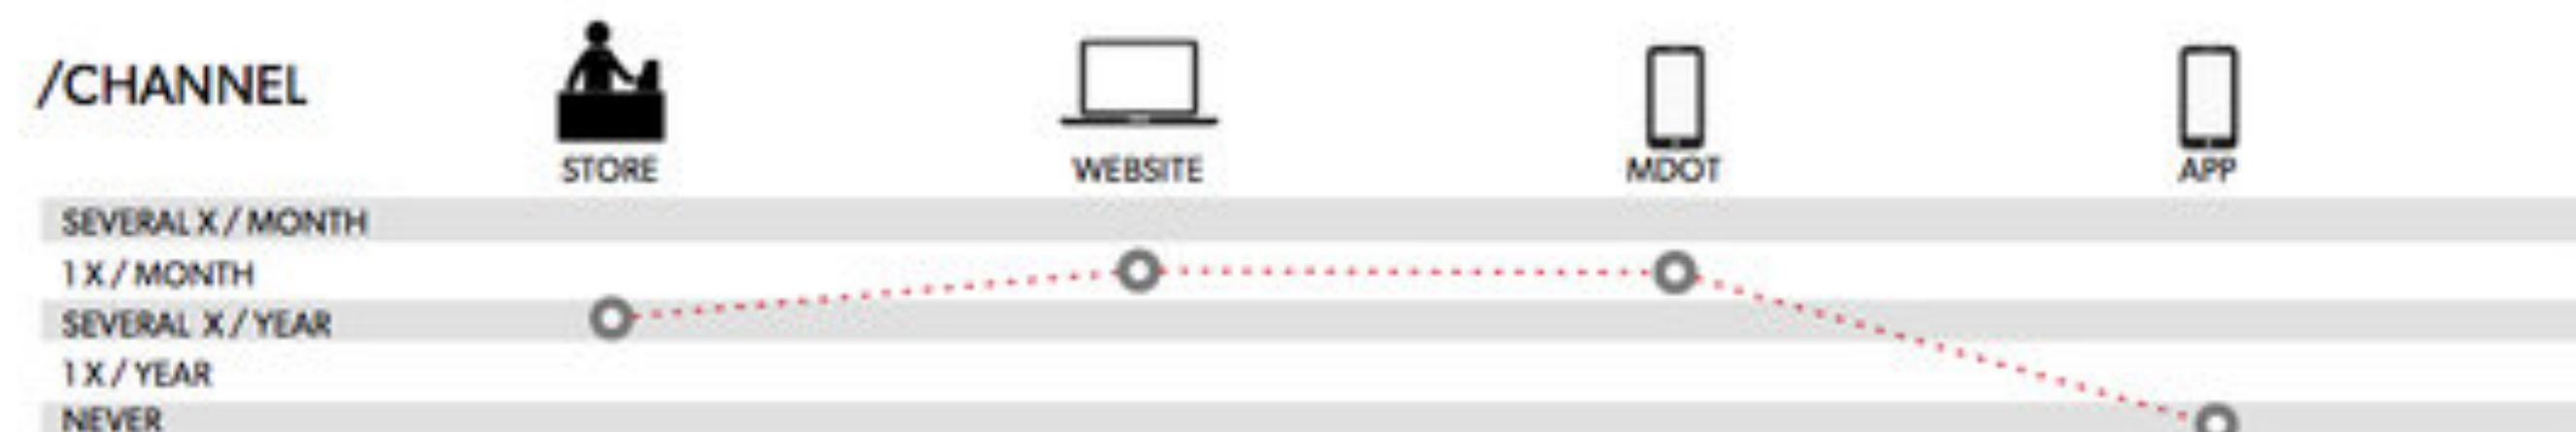 /CHANNEL
STORE WEBSITE MDOT APP
SEVERAL X / MONTH
1 X / MONTH
SEVERAL X / YEAR
1 X / YEAR
NEVER